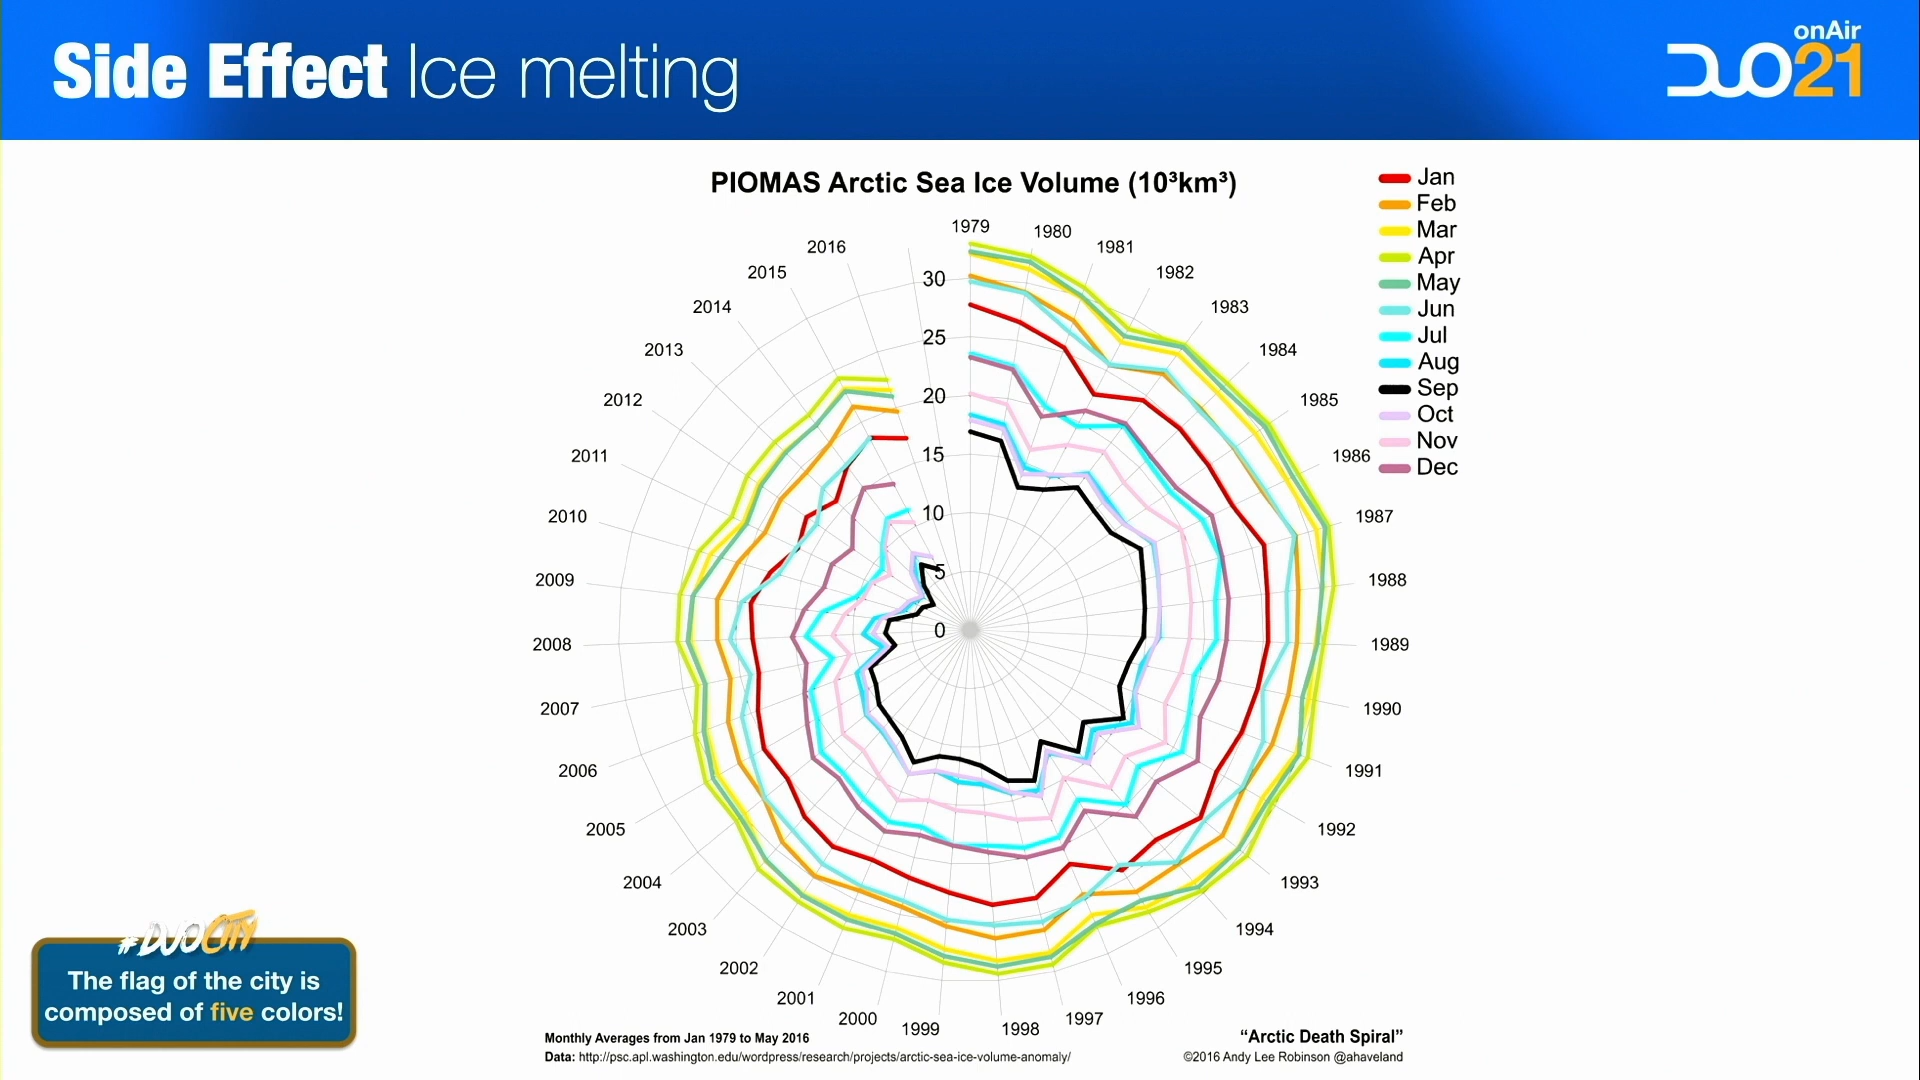 Side Effect Ice melting
onAir
DUO21
PIOMAS Arctic Sea Ice Volume (10³km³)
Jan
Feb
Mar
Apr
May
Jun
Jul
Aug
Sep
Oct
Nov
Dec
1979
1980
1981
1982
1983
1984
1985
1986
1987
1988
1989
1990
1991
1992
1993
1994
1995
1996
1997
1998
1999
2000
2001
2002
2003
2004
2005
2006
2007
2008
2009
2010
2011
2012
2013
2014
2015
2016
30
25
20
15
10
5
0
#DUOCITY
The flag of the city is
composed of five colors!
Monthly Averages from Jan 1979 to May 2016
Data: http://psc.apl.washington.edu/wordpress/research/projects/arctic-sea-ice-volume-anomaly/
“Arctic Death Spiral”
©2016 Andy Lee Robinson @ahaveland